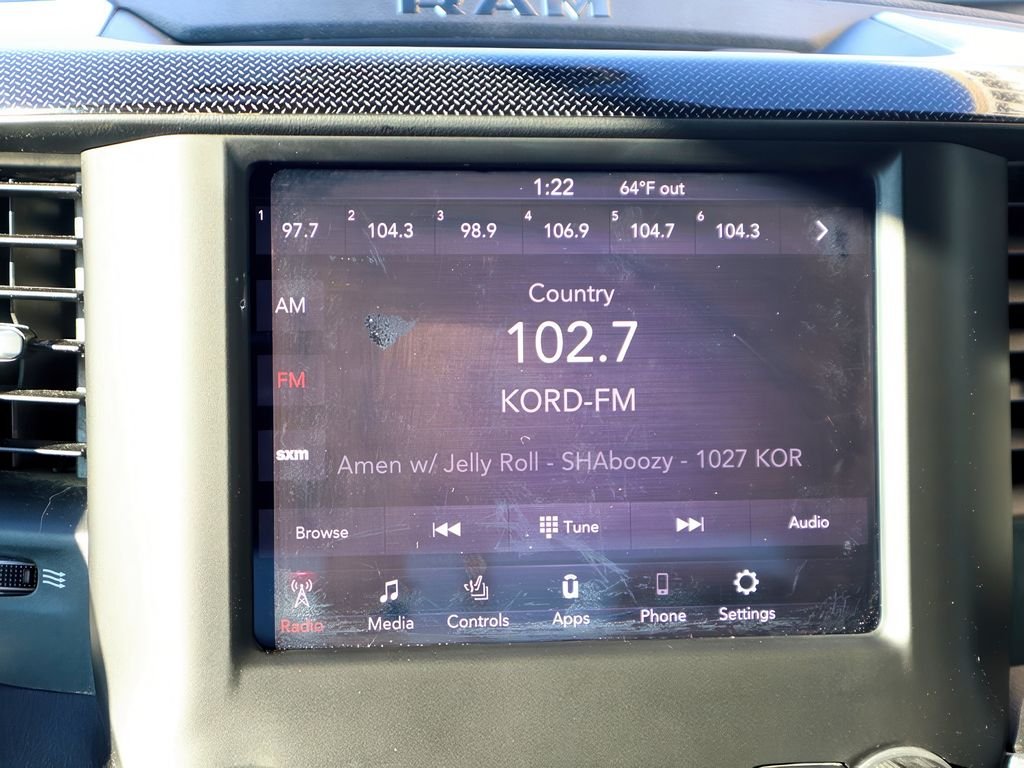 RAM
1:22 64°F out
1 97.7 2 104.3 3 98.9 4 106.9 5 104.7 6 104.3
AM
Country
102.7
FM
KORD-FM
sxm
Amen w/ Jelly Roll - SHAboozy - 1027 KOR
Browse Tune Audio
Radio Media Controls Apps Phone Settings